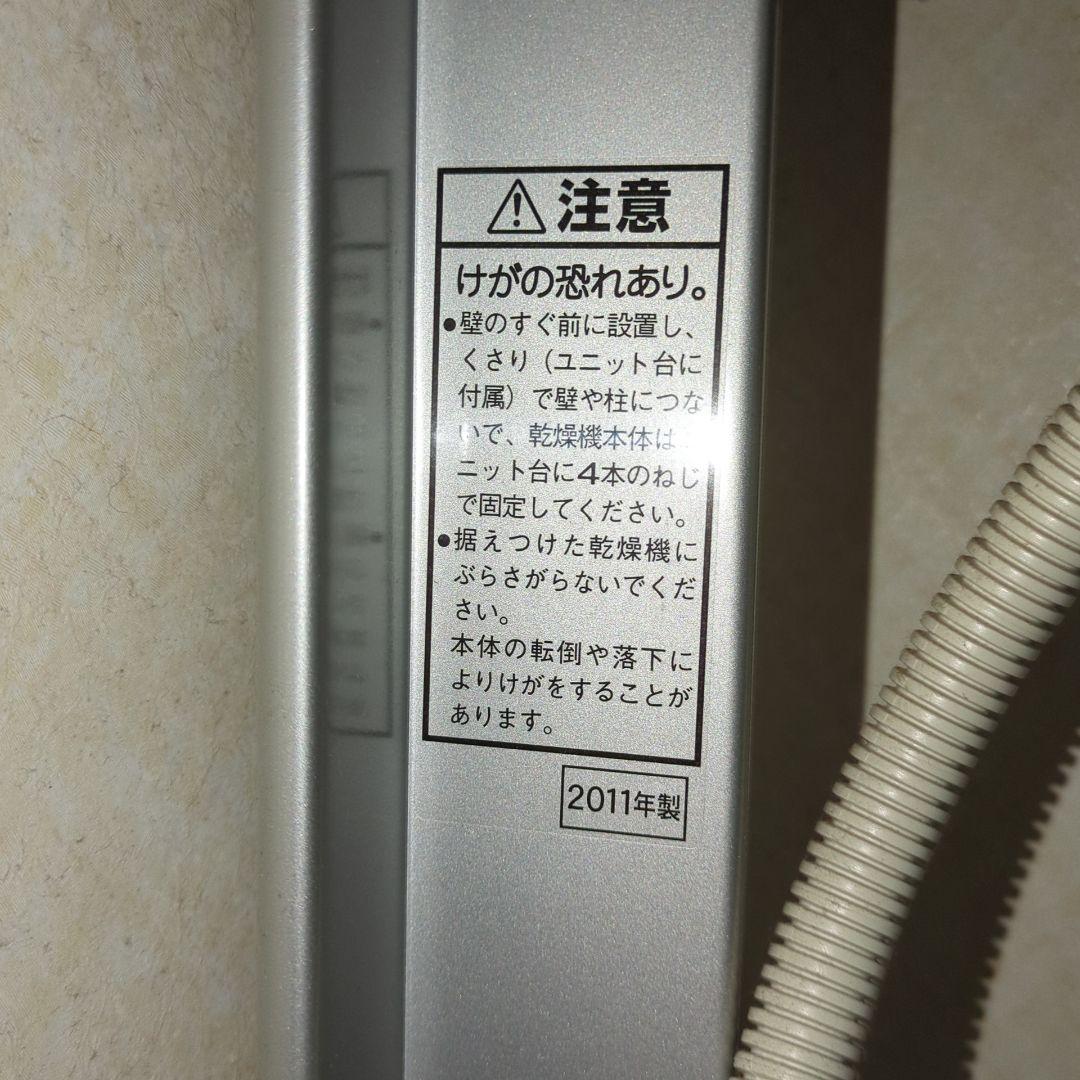 注意
けがの恐れあり。
●壁のすぐ前に設置し、
くさり（ユニット台に
付属）で壁や柱につな
いで、乾燥機本体は
ニット台に4本のねじ
で固定してください。
●据えつけた乾燥機に
ぶらさがらないでくだ
さい。
本体の転倒や落下に
よりけがをすることが
あります。
2011年製